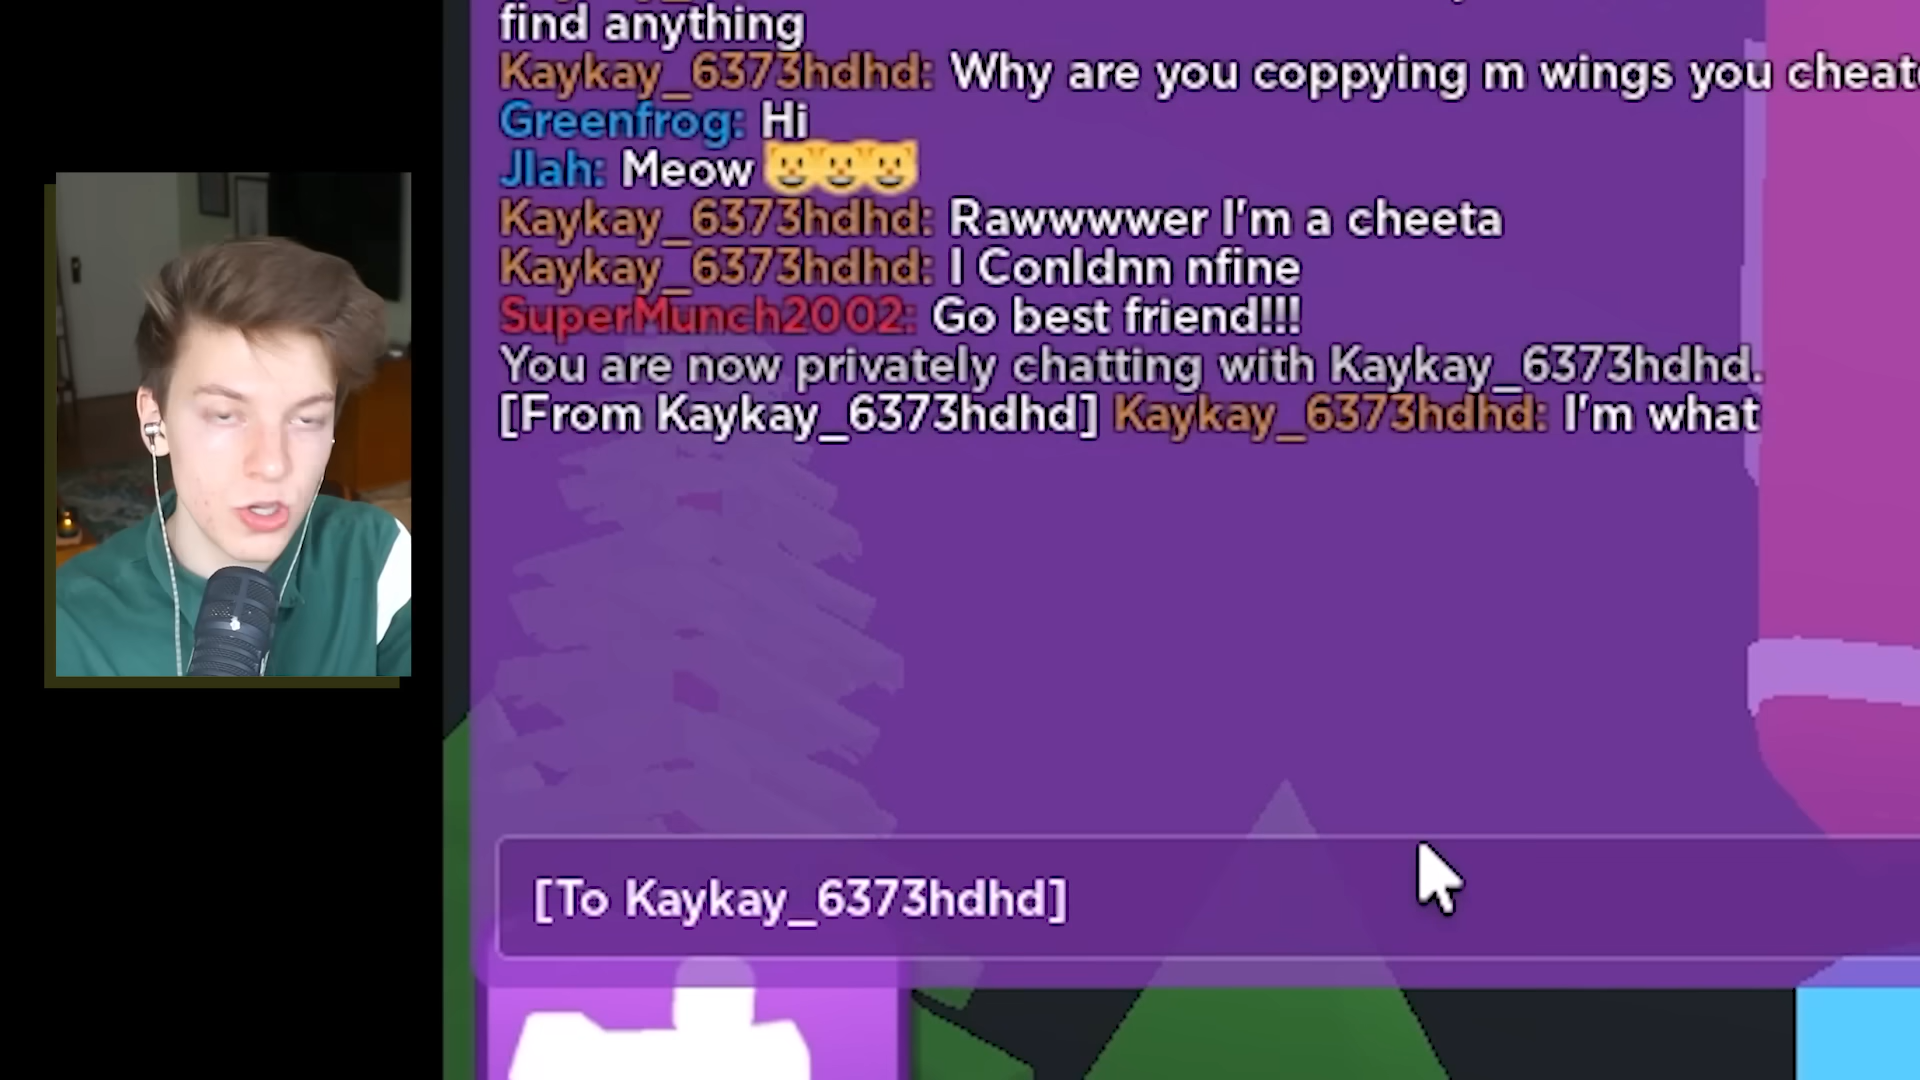 find anything
Kaykay_6373hdhd: Why are you coppying m wings you
Greenfrog: Hi
Jlah: Meow 😺😺😺
Kaykay_6373hdhd: Rawwwwer I'm a cheeta
Kaykay_6373hdhd: I Conldnn nfine
SuperMunch2002: Go best friend!!!
You are now privately chatting with Kaykay_6373hdhd.
[From Kaykay_6373hdhd] Kaykay_6373hdhd: I'm what
[To Kaykay_6373hdhd]